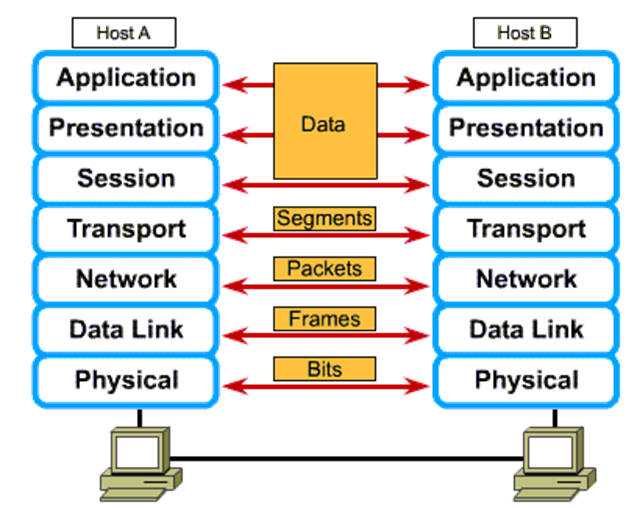 Host A
Host B
Application
Application
Presentation
Data
Presentation
Session
Session
Transport
Segments
Transport
Network
Packets
Network
Data Link
Frames
Data Link
Physical
Bits
Physical